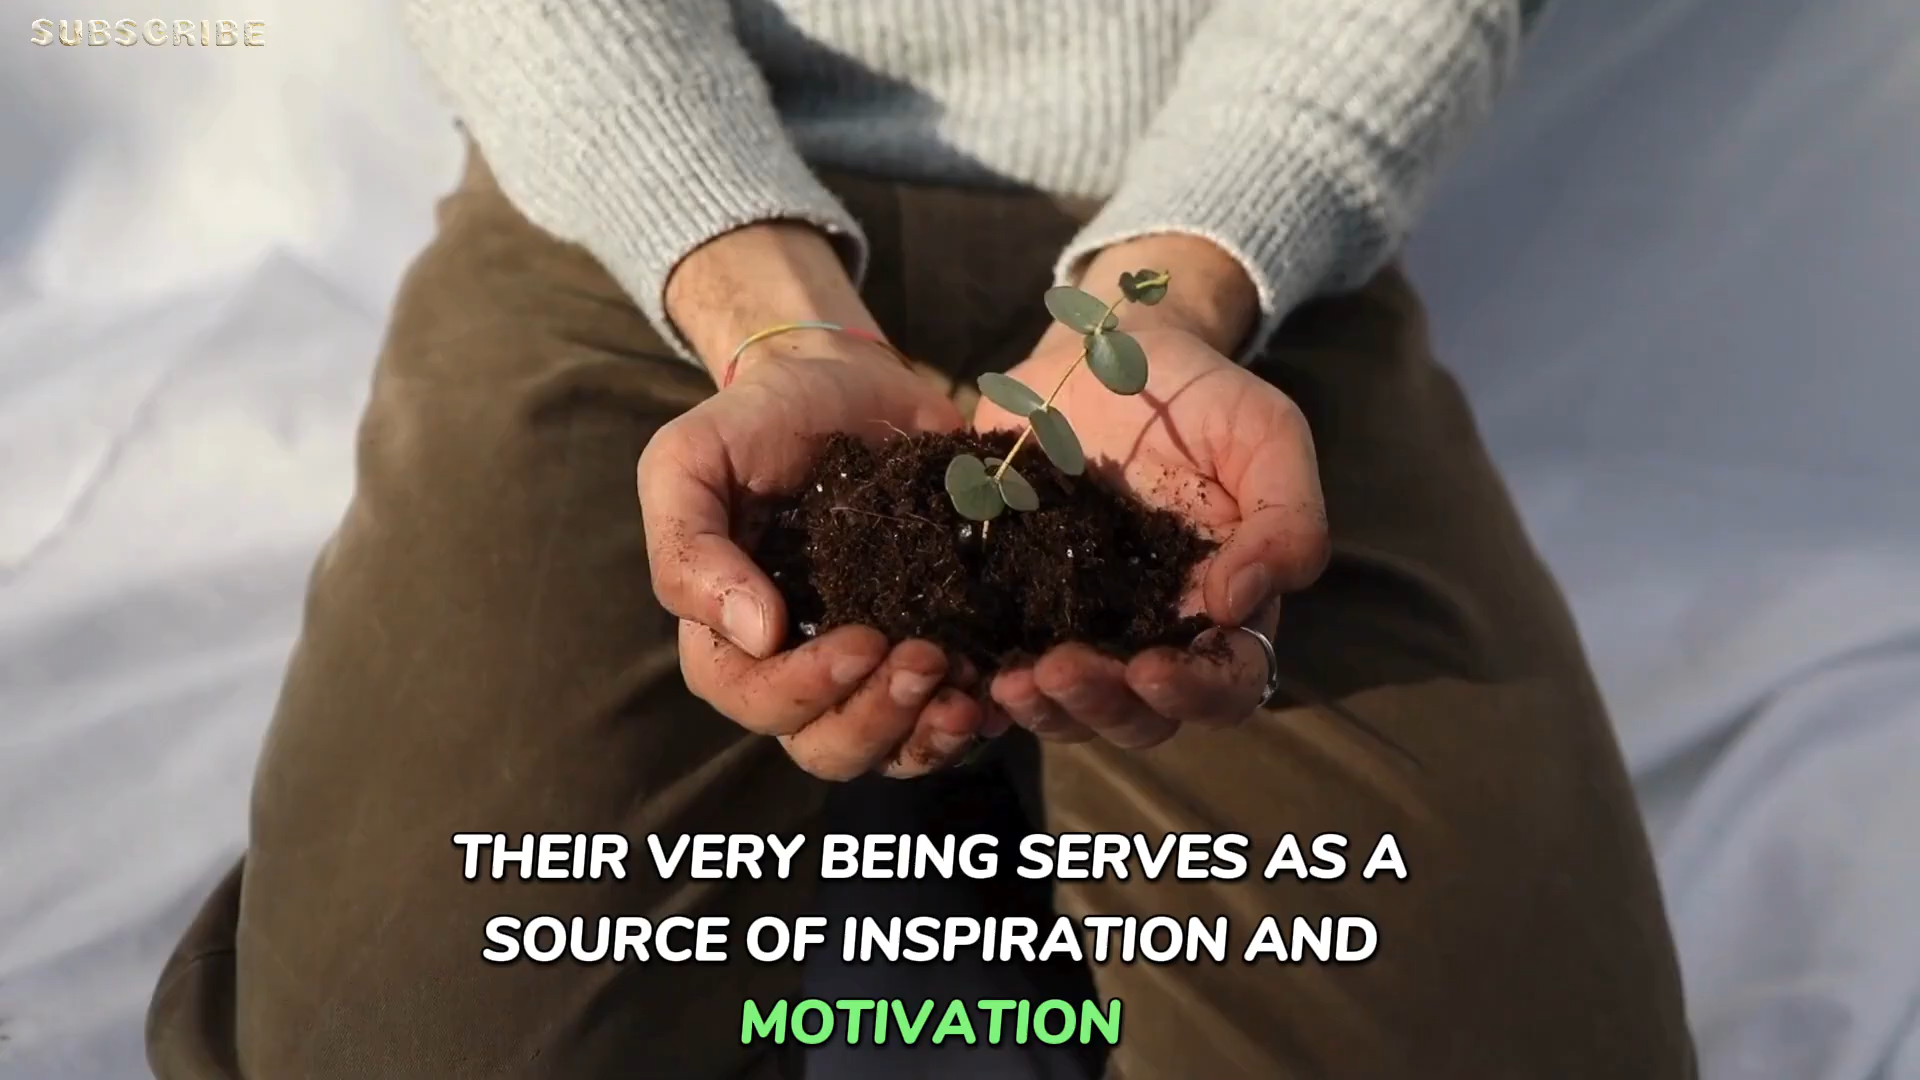 SUBSCRIBE
THEIR VERY BEING SERVES AS A
SOURCE OF INSPIRATION AND
MOTIVATION